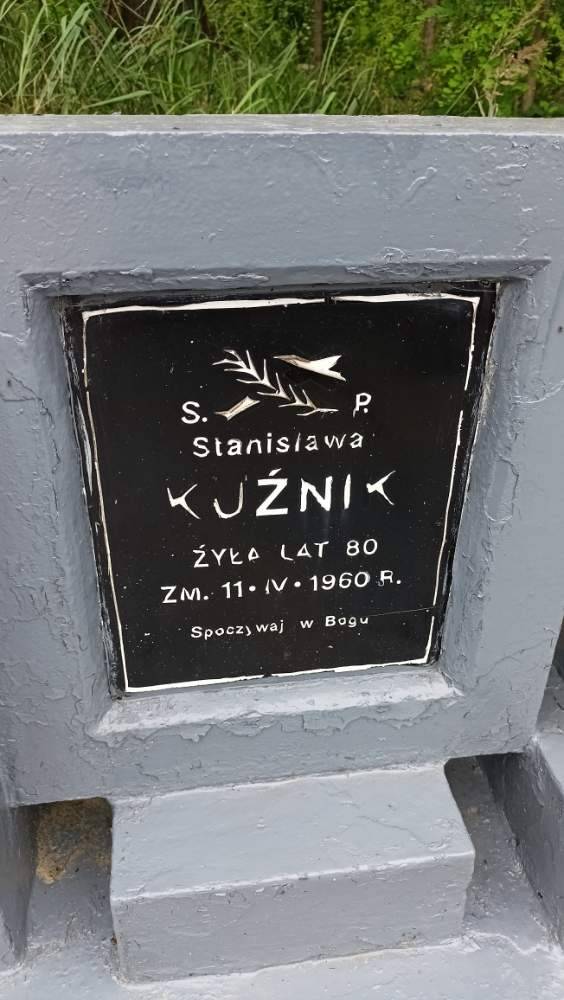 S. P.
Stanisława
KUŹNIK
ŻYŁA LAT 80
ZM. 11•IV•1960 R.
Spoczywaj w Bogu